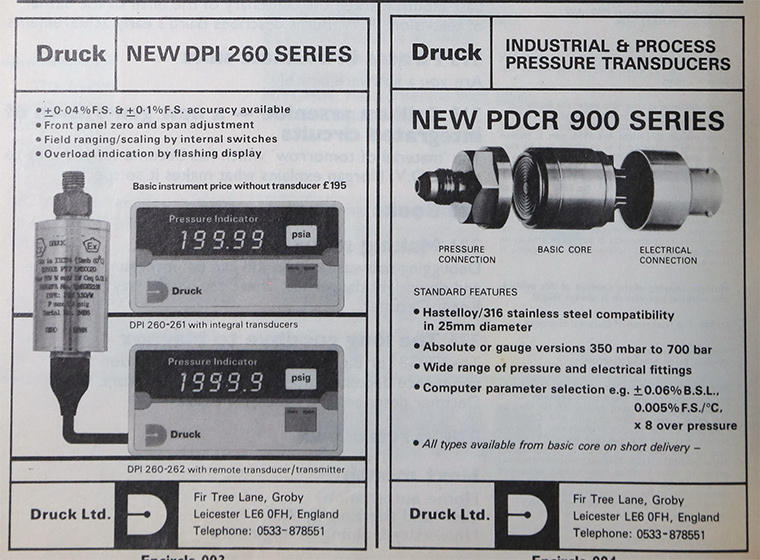 Druck
NEW DPI 260 SERIES
• ±0·04%F.S. & ±0·1%F.S. accuracy available
• Front panel zero and span adjustment
• Field ranging/scaling by internal switches
• Overload indication by flashing display
Basic instrument price without transducer £195
Pressure Indicator
199.99
psia
Druck
DPI 260-261 with integral transducers
Pressure Indicator
1999.9
psig
Druck
DPI 260-262 with remote transducer/transmitter
Druck Ltd.
Fir Tree Lane, Groby
Leicester LE6 0FH, England
Telephone: 0533-878551
Druck
INDUSTRIAL & PROCESS
PRESSURE TRANSDUCERS
NEW PDCR 900 SERIES
PRESSURE
CONNECTION
BASIC CORE
ELECTRICAL
CONNECTION
STANDARD FEATURES
• Hastelloy/316 stainless steel compatibility
in 25mm diameter
• Absolute or gauge versions 350 mbar to 700 bar
• Wide range of pressure and electrical fittings
• Computer parameter selection e.g. ±0.06% B.S.L.,
0.005% F.S./°C,
x 8 over pressure
• All types available from basic core on short delivery –
Druck Ltd.
Fir Tree Lane, Groby
Leicester LE6 0FH, England
Telephone: 0533-878551